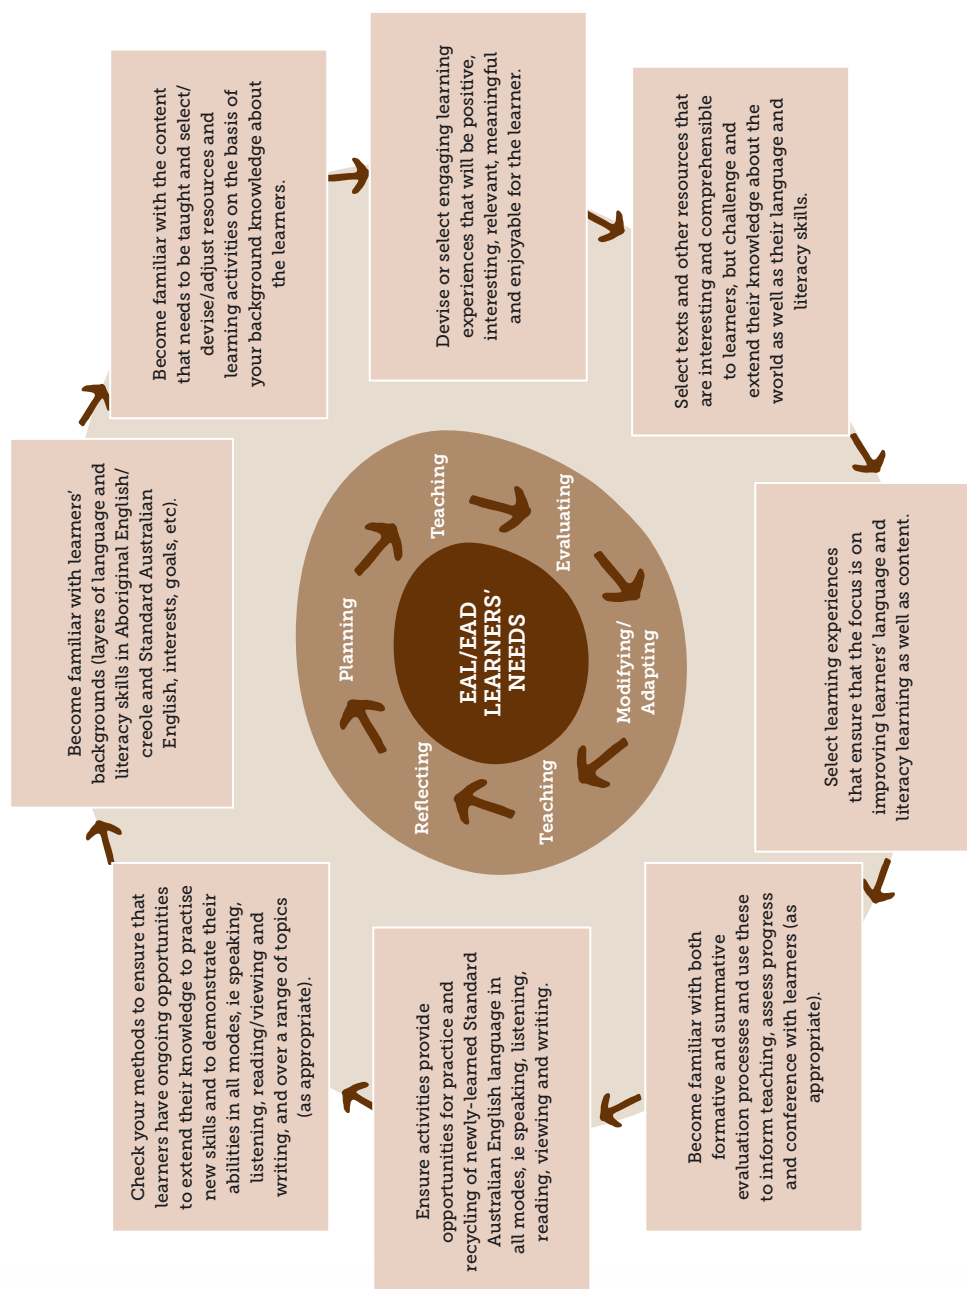 Become familiar with learners’
backgrounds (layers of language and
literacy skills in Aboriginal English/
creole and Standard Australian
English, interests, goals, etc).
Become familiar with the content
that needs to be taught and select/
devise/adjust resources and
learning activities on the basis of
your background knowledge about
the learners.
Devise or select engaging learning
experiences that will be positive,
interesting, relevant, meaningful
and enjoyable for the learner.
Select texts and other resources that
are interesting and comprehensible
to learners, but challenge and
extend their knowledge about the
world as well as their language and
literacy skills.
Select learning experiences
that ensure that the focus is on
improving learners’ language and
literacy learning as well as content.
Become familiar with both
formative and summative
evaluation processes and use these
to inform teaching, assess progress
and conference with learners (as
appropriate).
Ensure activities provide
opportunities for practice and
recycling of newly-learned Standard
Australian English language in
all modes, ie speaking, listening,
reading, viewing and writing.
Check your methods to ensure that
learners have ongoing opportunities
to extend their knowledge to practise
new skills and to demonstrate their
abilities in all modes, ie speaking,
listening, reading/viewing and
writing, and over a range of topics
(as appropriate).
Planning
Teaching
Evaluating
Modifying/
Adapting
Teaching
Reflecting
EAL/EAD
LEARNERS’
NEEDS